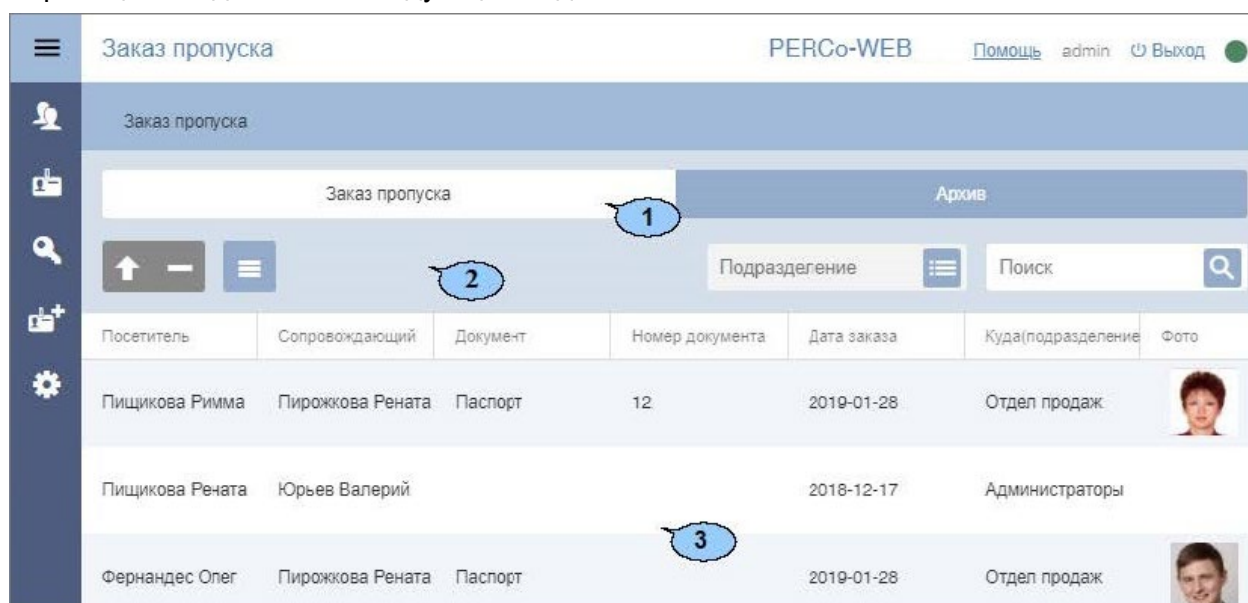 Заказ пропуска PERCo-WEB Помощь admin Выход
Заказ пропуска
Заказ пропуска Архив
1
2
Подразделение Поиск
Посетитель Сопровождающий Документ Номер документа Дата заказа Куда(подразделение Фото
Пищикова Римма Пирожкова Рената Паспорт 12 2019-01-28 Отдел продаж
Пищикова Рената Юрьев Валерий 2018-12-17 Администраторы
3
Фернандес Олег Пирожкова Рената Паспорт 2019-01-28 Отдел продаж